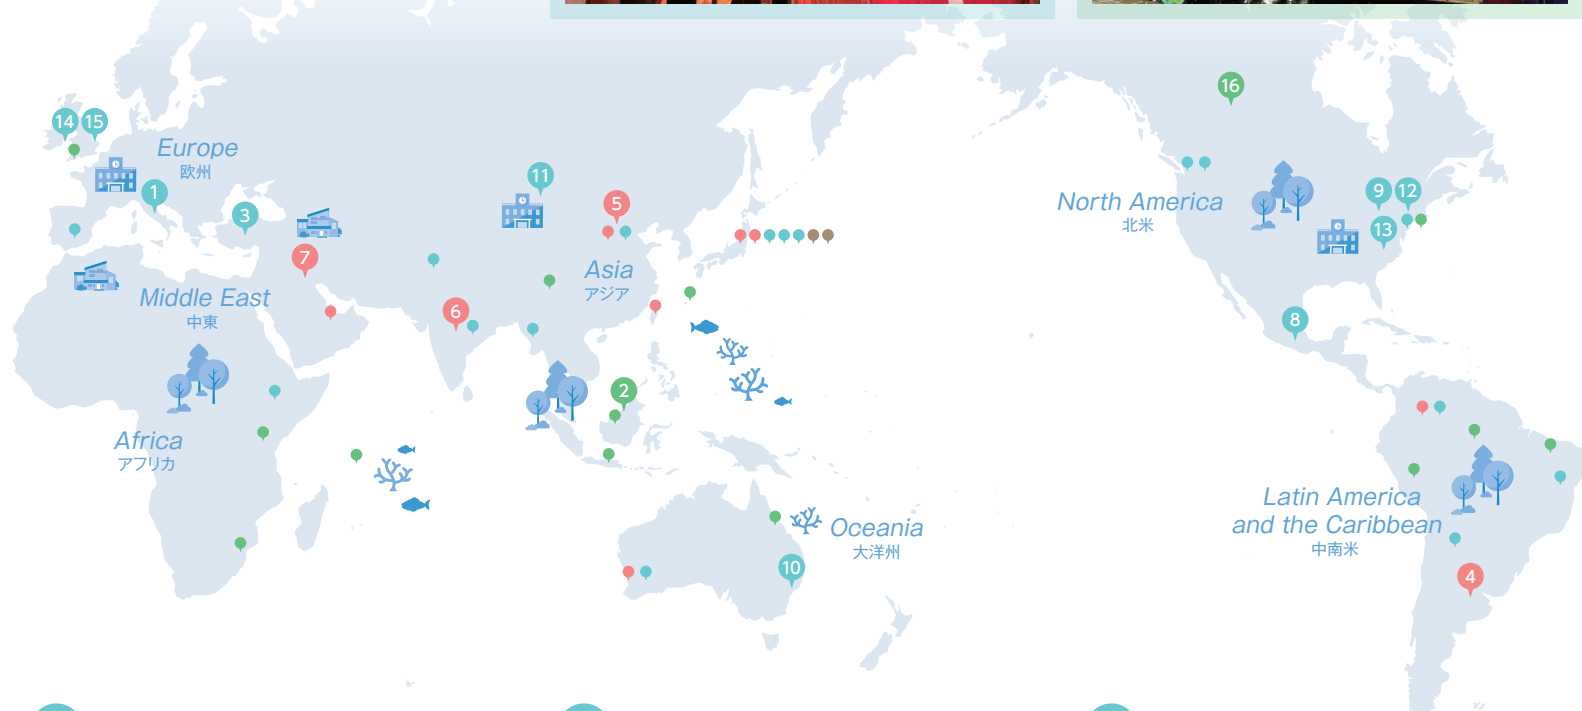 16
14 15
Europe
欧州
1
3
7
11
5
Asia
アジア
6
2
Middle East
中東
Africa
アフリカ
Oceania
大洋州
10
North America
北米
9 12
13
8
Latin America
and the Caribbean
中南米
4